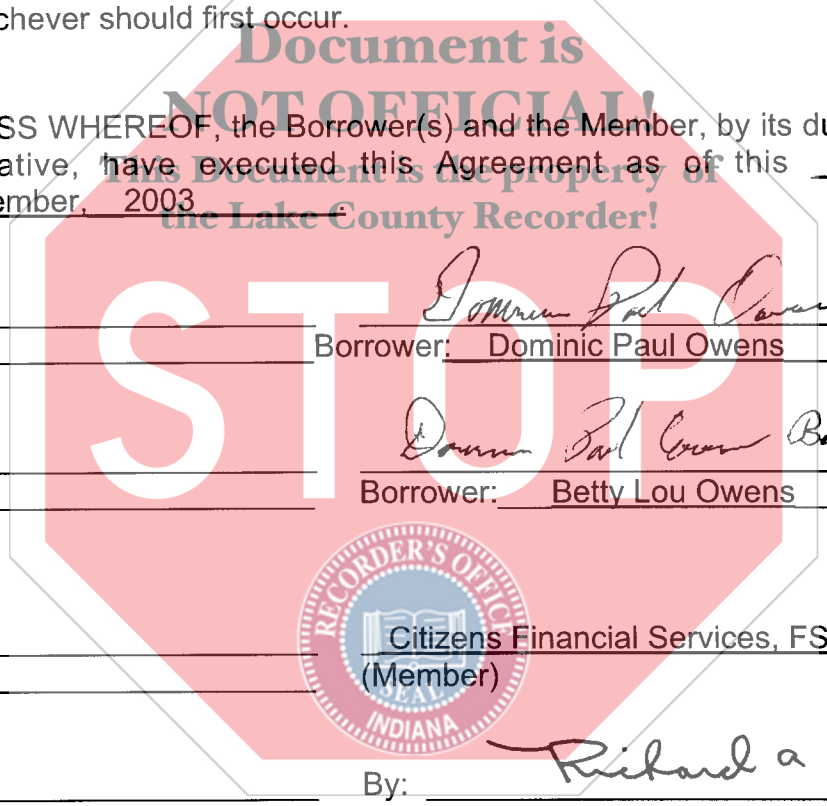 chever should first occur.
Document is
NOT OFFICIAL!
SS WHEREOF, the Borrower(s) and the Member, by its du
This Document is the property of
ative, have executed this Agreement as of this
the Lake County Recorder!
ember, 2003.
STOP
Borrower: Dominic Paul Owens
Borrower: Betty Lou Owens
RECORDER'S OFFICE
SEAL
INDIANA
Citizens Financial Services, FS
(Member)
By: Richard a